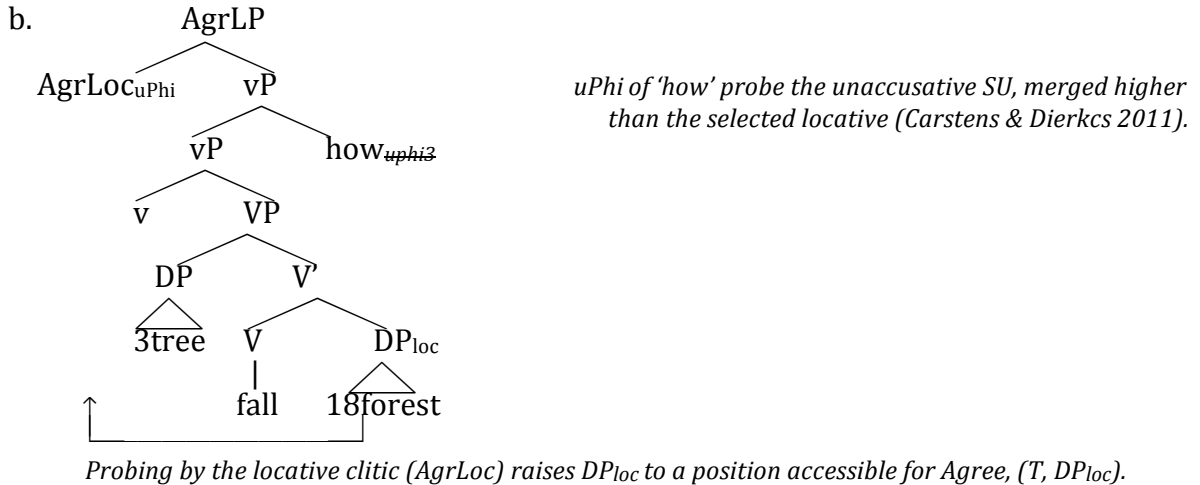 b. AgrLP
AgrLocuPhi vP
uPhi of ‘how’ probe the unaccusative SU, merged higher
than the selected locative (Carstens & Dierkcs 2011).
vP howuphi3
v VP
DP V’
3tree V DPloc
fall 18forest
Probing by the locative clitic (AgrLoc) raises DPloc to a position accessible for Agree, (T, DPloc).